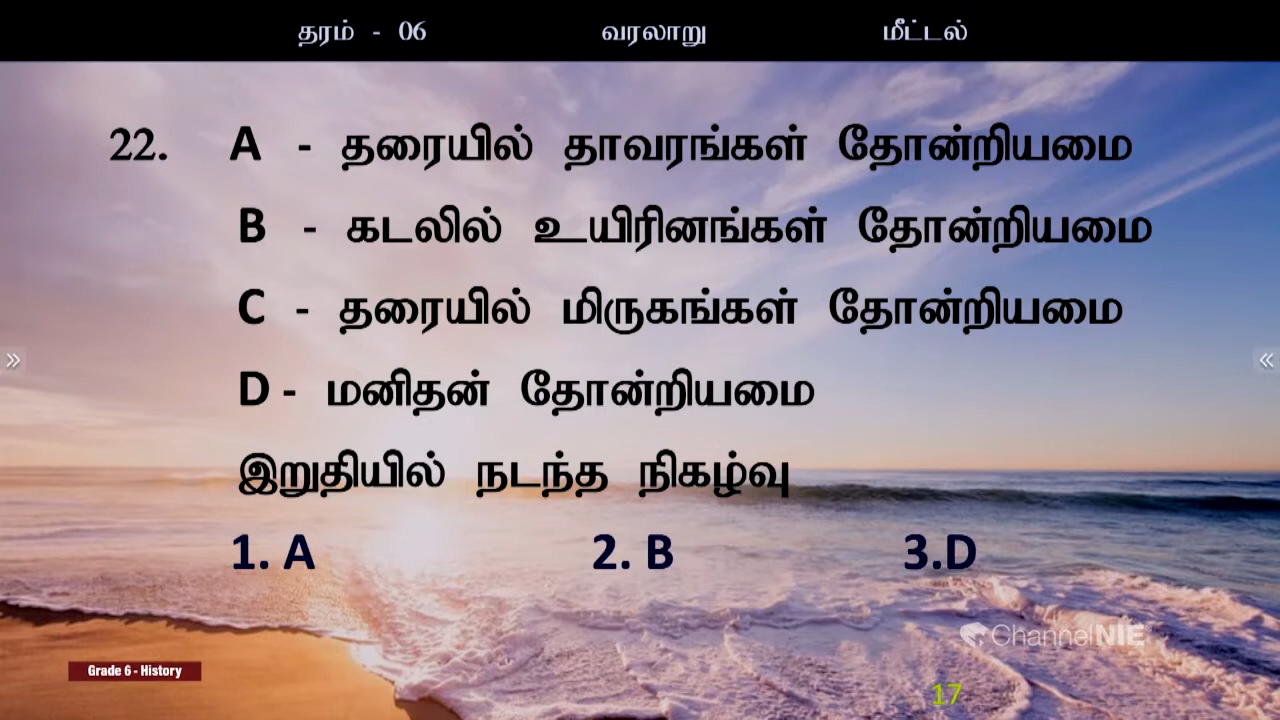 தரம் - 06 வரலாறு மீட்டல்
22. A - தரையில் தாவரங்கள் தோன்றியமை
B - கடலில் உயிரினங்கள் தோன்றியமை
C - தரையில் மிருகங்கள் தோன்றியமை
D - மனிதன் தோன்றியமை
இறுதியில் நடந்த நிகழ்வு
1. A 2. B 3.D
ChannelNIE
Grade 6 - History
17